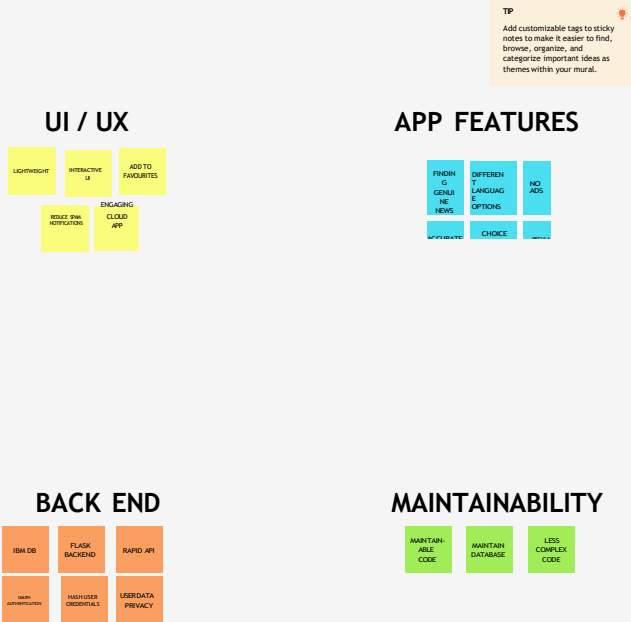 TIP
Add customizable tags to sticky
notes to make it easier to find,
browse, organize, and
categorize important ideas as
themes within your mural.
UI / UX
LIGHTWEIGHT
INTERACTIVE
UI
ADD TO
FAVOURITES
REDUCE SPAM
NOTIFICATIONS
ENGAGING
CLOUD
APP
APP FEATURES
FINDIN
G
GENUI
NE
NEWS
DIFFEREN
T
LANGUAG
E
OPTIONS
NO
ADS
ACCURATE
CHOICE
BACK END
IBM DB
FLASK
BACKEND
RAPID API
OAUTH
AUTHENTICATION
HASH USER
CREDENTIALS
USERDATA
PRIVACY
MAINTAINABILITY
MAINTAIN-
ABLE
CODE
MAINTAIN
DATABASE
LESS
COMPLEX
CODE